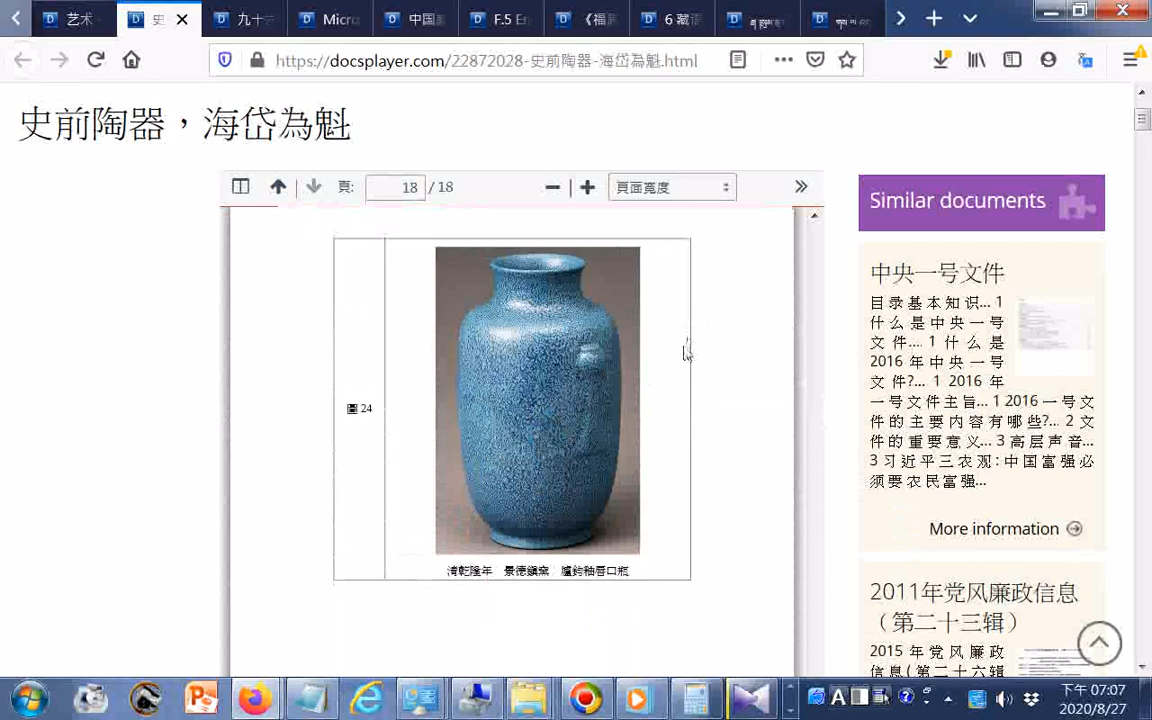 艺术
史
九十
Micro
中国
F.5 En
《福
6 藏
https://docsplayer.com/22872028-史前陶器-海岱為魁.html
史前陶器，海岱為魁
頁: 18 / 18
頁面寬度
圖 24
清乾隆年 景德鎮窯 臚鈞釉唇口瓶
Similar documents
中央一号文件
目录基本知识... 1
什么是中央一号
文件... 1 什么是
2016 年中央一号
文件?... 1 2016 年
一号文件主旨... 1 2016 一号文
件的主要内容有哪些?... 2 文
件的重要意义... 3 高层声音...
3 习近平三农观:中国富强必
须要农民富强...
More information
2011年党风廉政信息
（第二十三辑）
2015 年党风廉政
信息(第二十六辑
A
下午 07:07
2020/8/27